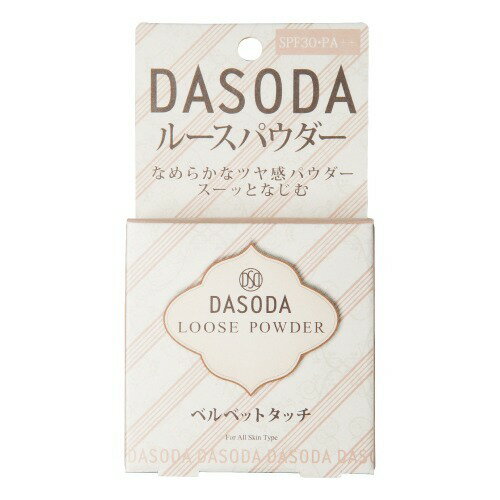 SPF30・PA++
DASODA
ルースパウダー
なめらかなツヤ感パウダー
スーッとなじむ
DSD
DASODA
LOOSE POWDER
ベルベットタッチ
For All Skin Type
DASODA DASODA DASODA DASODA